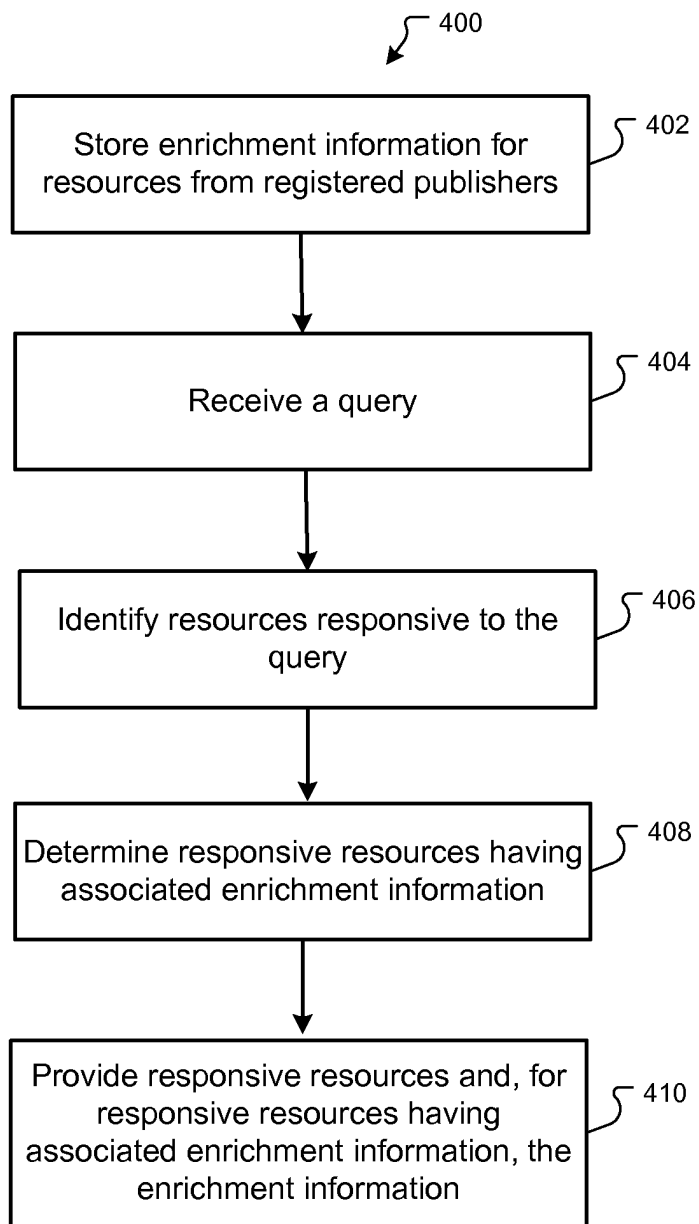 400
Store enrichment information for
resources from registered publishers
402
Receive a query
404
Identify resources responsive to the
query
406
Determine responsive resources having
associated enrichment information
408
Provide responsive resources and, for
responsive resources having
associated enrichment information, the
enrichment information
410